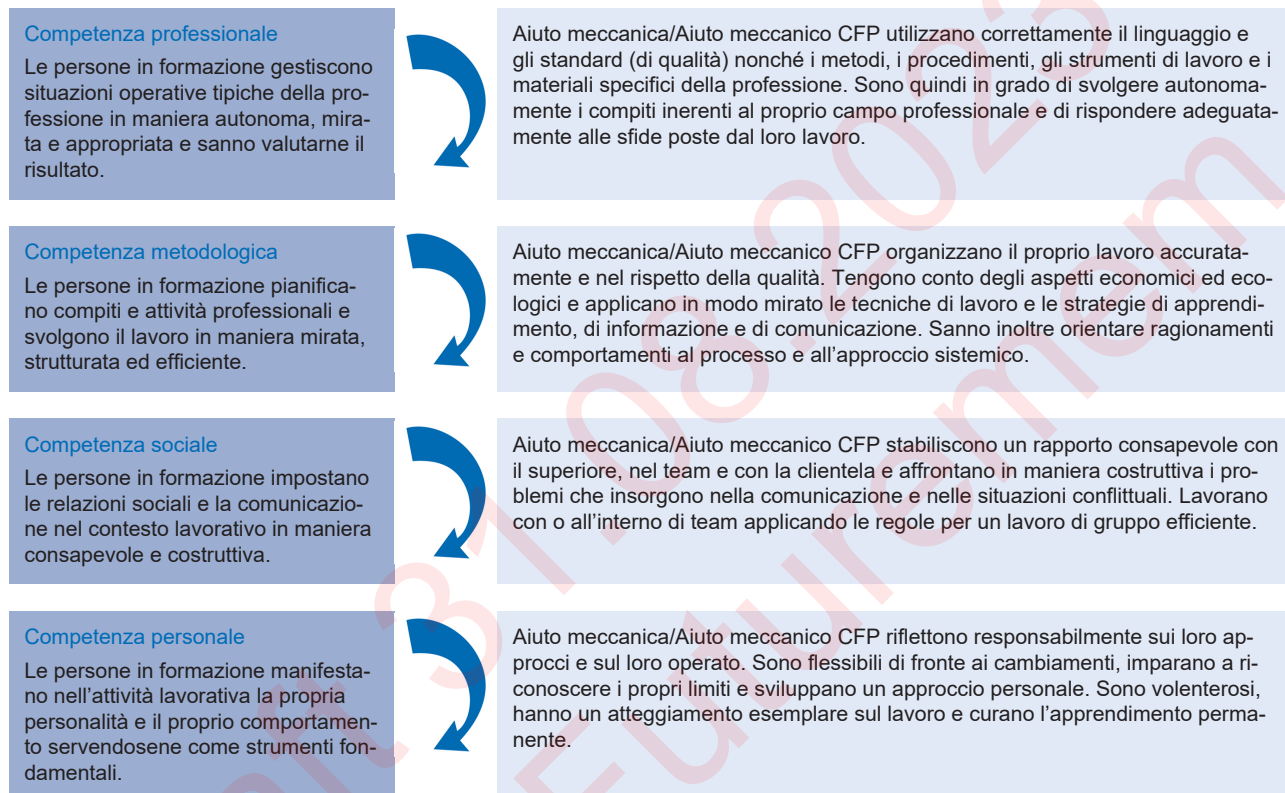 Competenza professionale
Le persone in formazione gestiscono
situazioni operative tipiche della pro-
fessione in maniera autonoma, mira-
ta e appropriata e sanno valutarne il
risultato.
Aiuto meccanica/Aiuto meccanico CFP utilizzano correttamente il linguaggio e
gli standard (di qualità) nonché i metodi, i procedimenti, gli strumenti di lavoro e i
materiali specifici della professione. Sono quindi in grado di svolgere autonoma-
mente i compiti inerenti al proprio campo professionale e di rispondere adeguata-
mente alle sfide poste dal loro lavoro.
Competenza metodologica
Le persone in formazione pianifica-
no compiti e attività professionali e
svolgono il lavoro in maniera mirata,
strutturata ed efficiente.
Aiuto meccanica/Aiuto meccanico CFP organizzano il proprio lavoro accurata-
mente e nel rispetto della qualità. Tengono conto degli aspetti economici ed eco-
logici e applicano in modo mirato le tecniche di lavoro e le strategie di apprendi-
mento, di informazione e di comunicazione. Sanno inoltre orientare ragionamenti
e comportamenti al processo e all'approccio sistemico.
Competenza sociale
Le persone in formazione impostano
le relazioni sociali e la comunicazio-
ne nel contesto lavorativo in maniera
consapevole e costruttiva.
Aiuto meccanica/Aiuto meccanico CFP stabiliscono un rapporto consapevole con
il superiore, nel team e con la clientela e affrontano in maniera costruttiva i pro-
blemi che insorgono nella comunicazione e nelle situazioni conflittuali. Lavorano
con o all'interno di team applicando le regole per un lavoro di gruppo efficiente.
Competenza personale
Le persone in formazione manifesta-
no nell'attività lavorativa la propria
personalità e il proprio comportamen-
to servendosene come strumenti fon-
damentali.
Aiuto meccanica/Aiuto meccanico CFP riflettono responsabilmente sui loro ap-
procci e sul loro operato. Sono flessibili di fronte ai cambiamenti, imparano a ri-
conoscere i propri limiti e sviluppano un approccio personale. Sono volenterosi,
hanno un atteggiamento esemplare sul lavoro e curano l'apprendimento perma-
nente.
31.08.2023
Futuremem